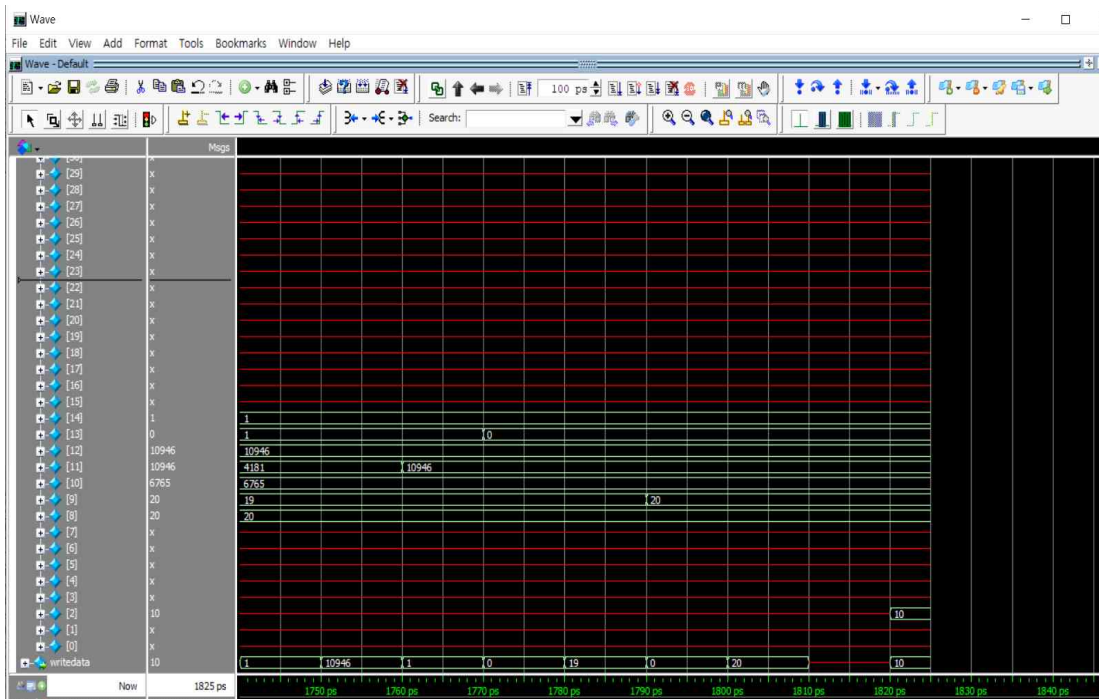 Wave
File Edit View Add Format Tools Bookmarks Window Help
Wave - Default
100 ps
Search:
Msgs
[30] x
[29] x
[28] x
[27] x
[26] x
[25] x
[24] x
[23] x
[22] x
[21] x
[20] x
[19] x
[18] x
[17] x
[16] x
[15] x
[14] 1 1
[13] 0 1 0
[12] 10946 10946
[11] 10946 4181 10946
[10] 6765 6765
[9] 20 19 20
[8] 20 20
[7] x
[6] x
[5] x
[4] x
[3] x
[2] 10 10
[1] x
[0] x
writedata 10 1 10946 1 0 19 0 20 10
Now 1825 ps 1750 ps 1760 ps 1770 ps 1780 ps 1790 ps 1800 ps 1810 ps 1820 ps 1830 ps 1840 ps